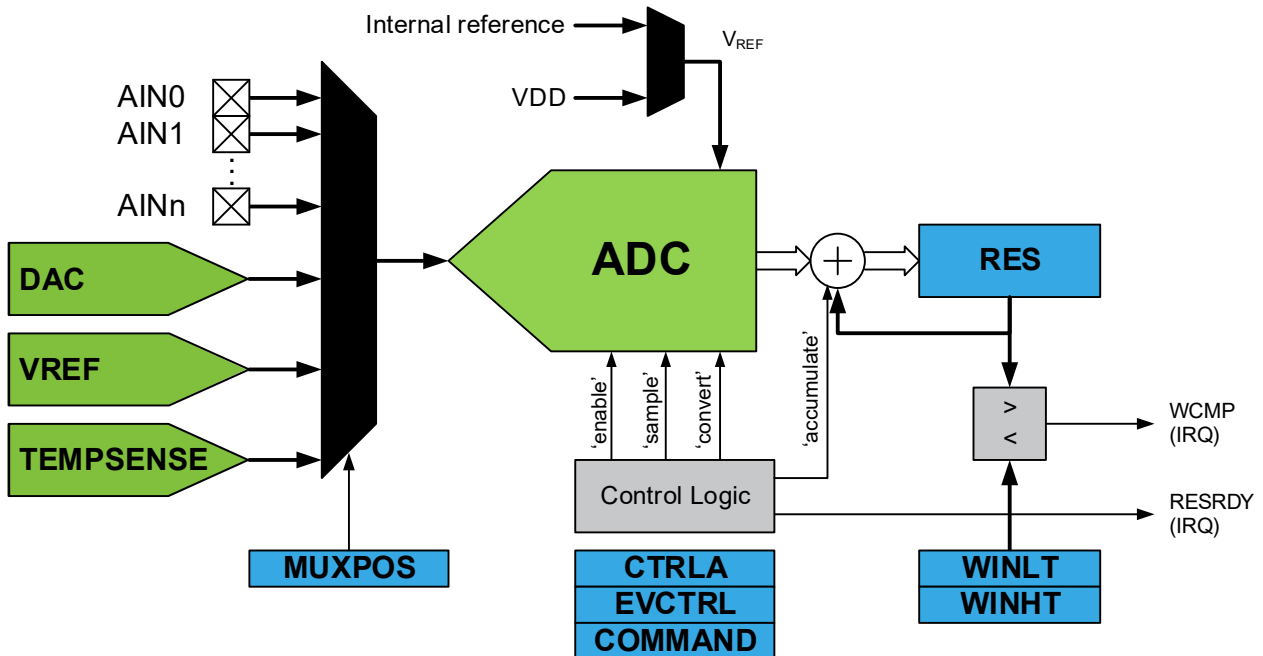 Internal reference
V_REF
VDD
AIN0
AIN1
AINn
DAC
VREF
TEMPSENSE
MUXPOS
ADC
RES
‘enable’
‘sample’
‘convert’
‘accumulate’
Control Logic
CTRLA
EVCTRL
COMMAND
>
<
WCMP
(IRQ)
RESRDY
(IRQ)
WINLT
WINHT